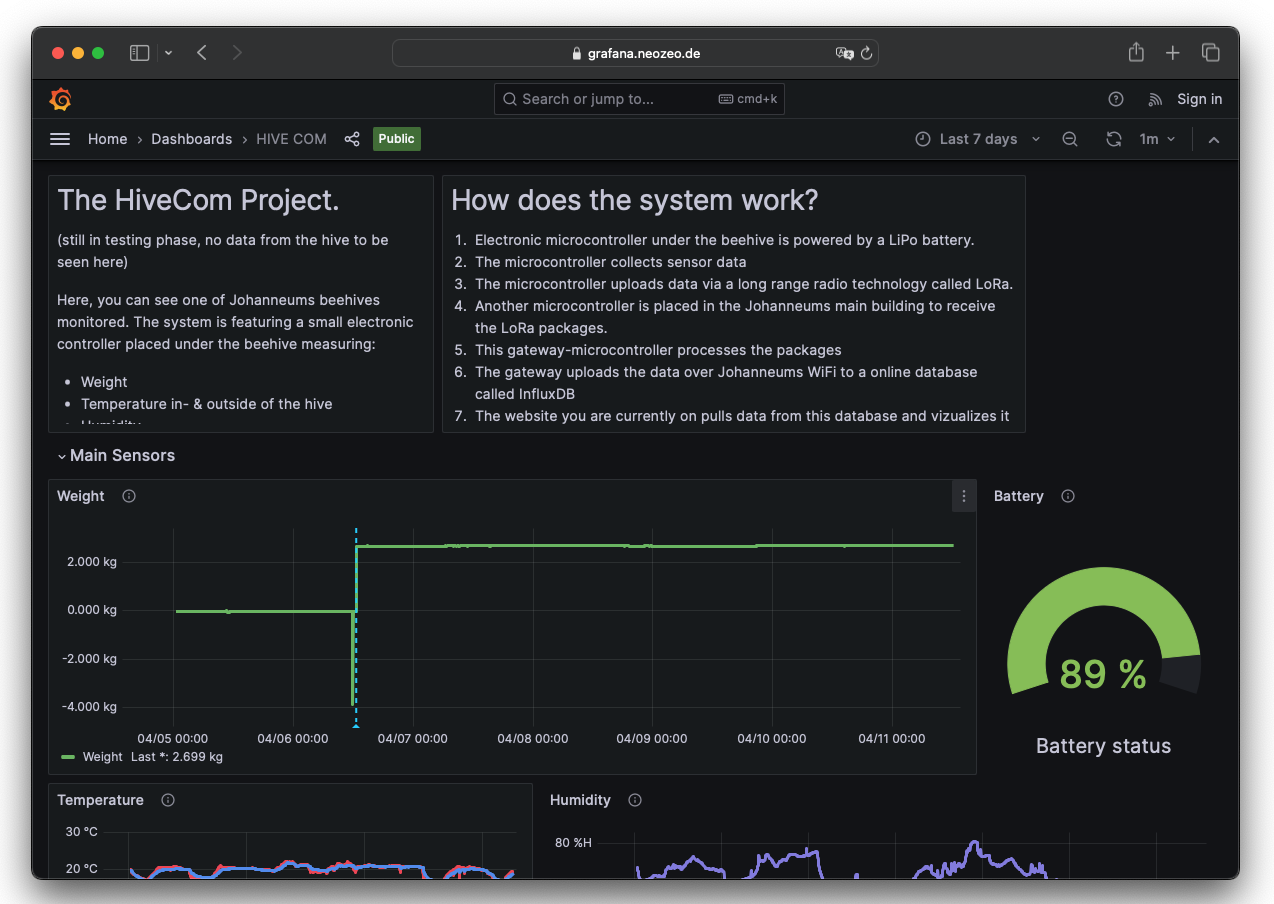 grafana.neozeo.de
Search or jump to...
cmd+k
Sign in
Home › Dashboards › HIVE COM
Public
Last 7 days
1m
The HiveCom Project.
(still in testing phase, no data from the hive to be
seen here)
Here, you can see one of Johanneums beehives
monitored. The system is featuring a small electronic
controller placed under the beehive measuring:
• Weight
• Temperature in- & outside of the hive
• Humidity
How does the system work?
1. Electronic microcontroller under the beehive is powered by a LiPo battery.
2. The microcontroller collects sensor data
3. The microcontroller uploads data via a long range radio technology called LoRa.
4. Another microcontroller is placed in the Johanneums main building to receive
the LoRa packages.
5. This gateway-microcontroller processes the packages
6. The gateway uploads the data over Johanneums WiFi to a online database
called InfluxDB
7. The website you are currently on pulls data from this database and vizualizes it
Main Sensors
Weight
2.000 kg
0.000 kg
-2.000 kg
-4.000 kg
04/05 00:00
04/06 00:00
04/07 00:00
04/08 00:00
04/09 00:00
04/10 00:00
04/11 00:00
Weight Last *: 2.699 kg
Battery
89 %
Battery status
Temperature
30 °C
20 °C
Humidity
80 %H